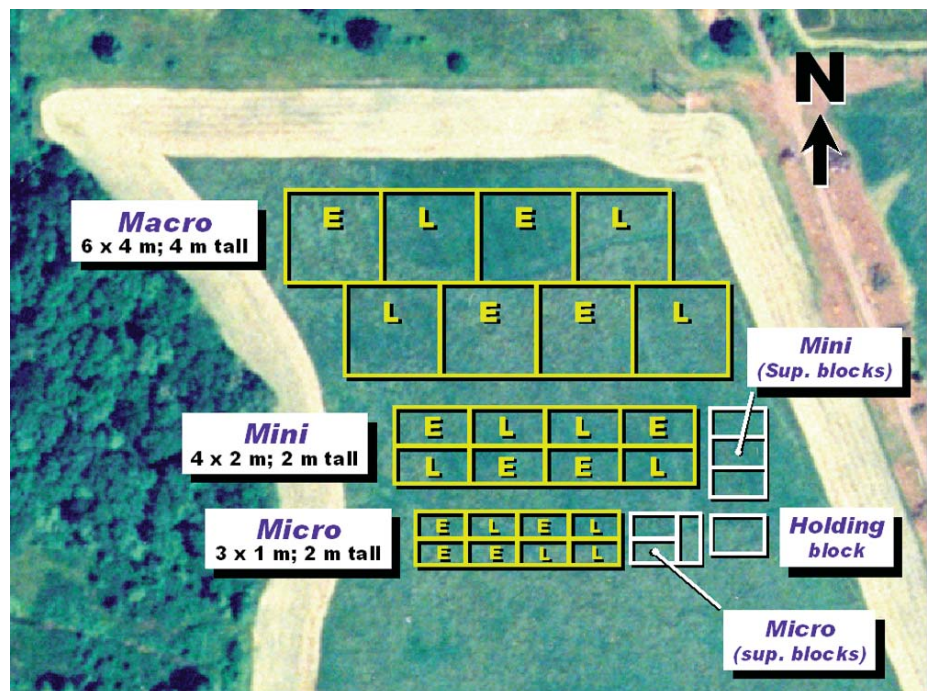 N
E L E L
Macro
6 x 4 m; 4 m tall
L E E L
Mini
(Sup. blocks)
E L L E
Mini
4 x 2 m; 2 m tall
L E E L
Micro
3 x 1 m; 2 m tall
E L E L
E E L L
Holding
block
Micro
(sup. blocks)